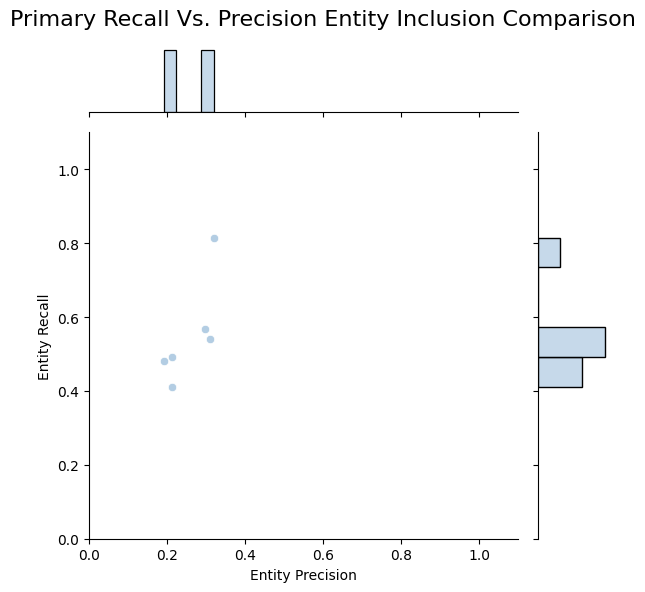 Primary Recall Vs. Precision Entity Inclusion Comparison
1.0
0.8
0.6
0.4
0.2
0.0
Entity Recall
0.0 0.2 0.4 0.6 0.8 1.0
Entity Precision